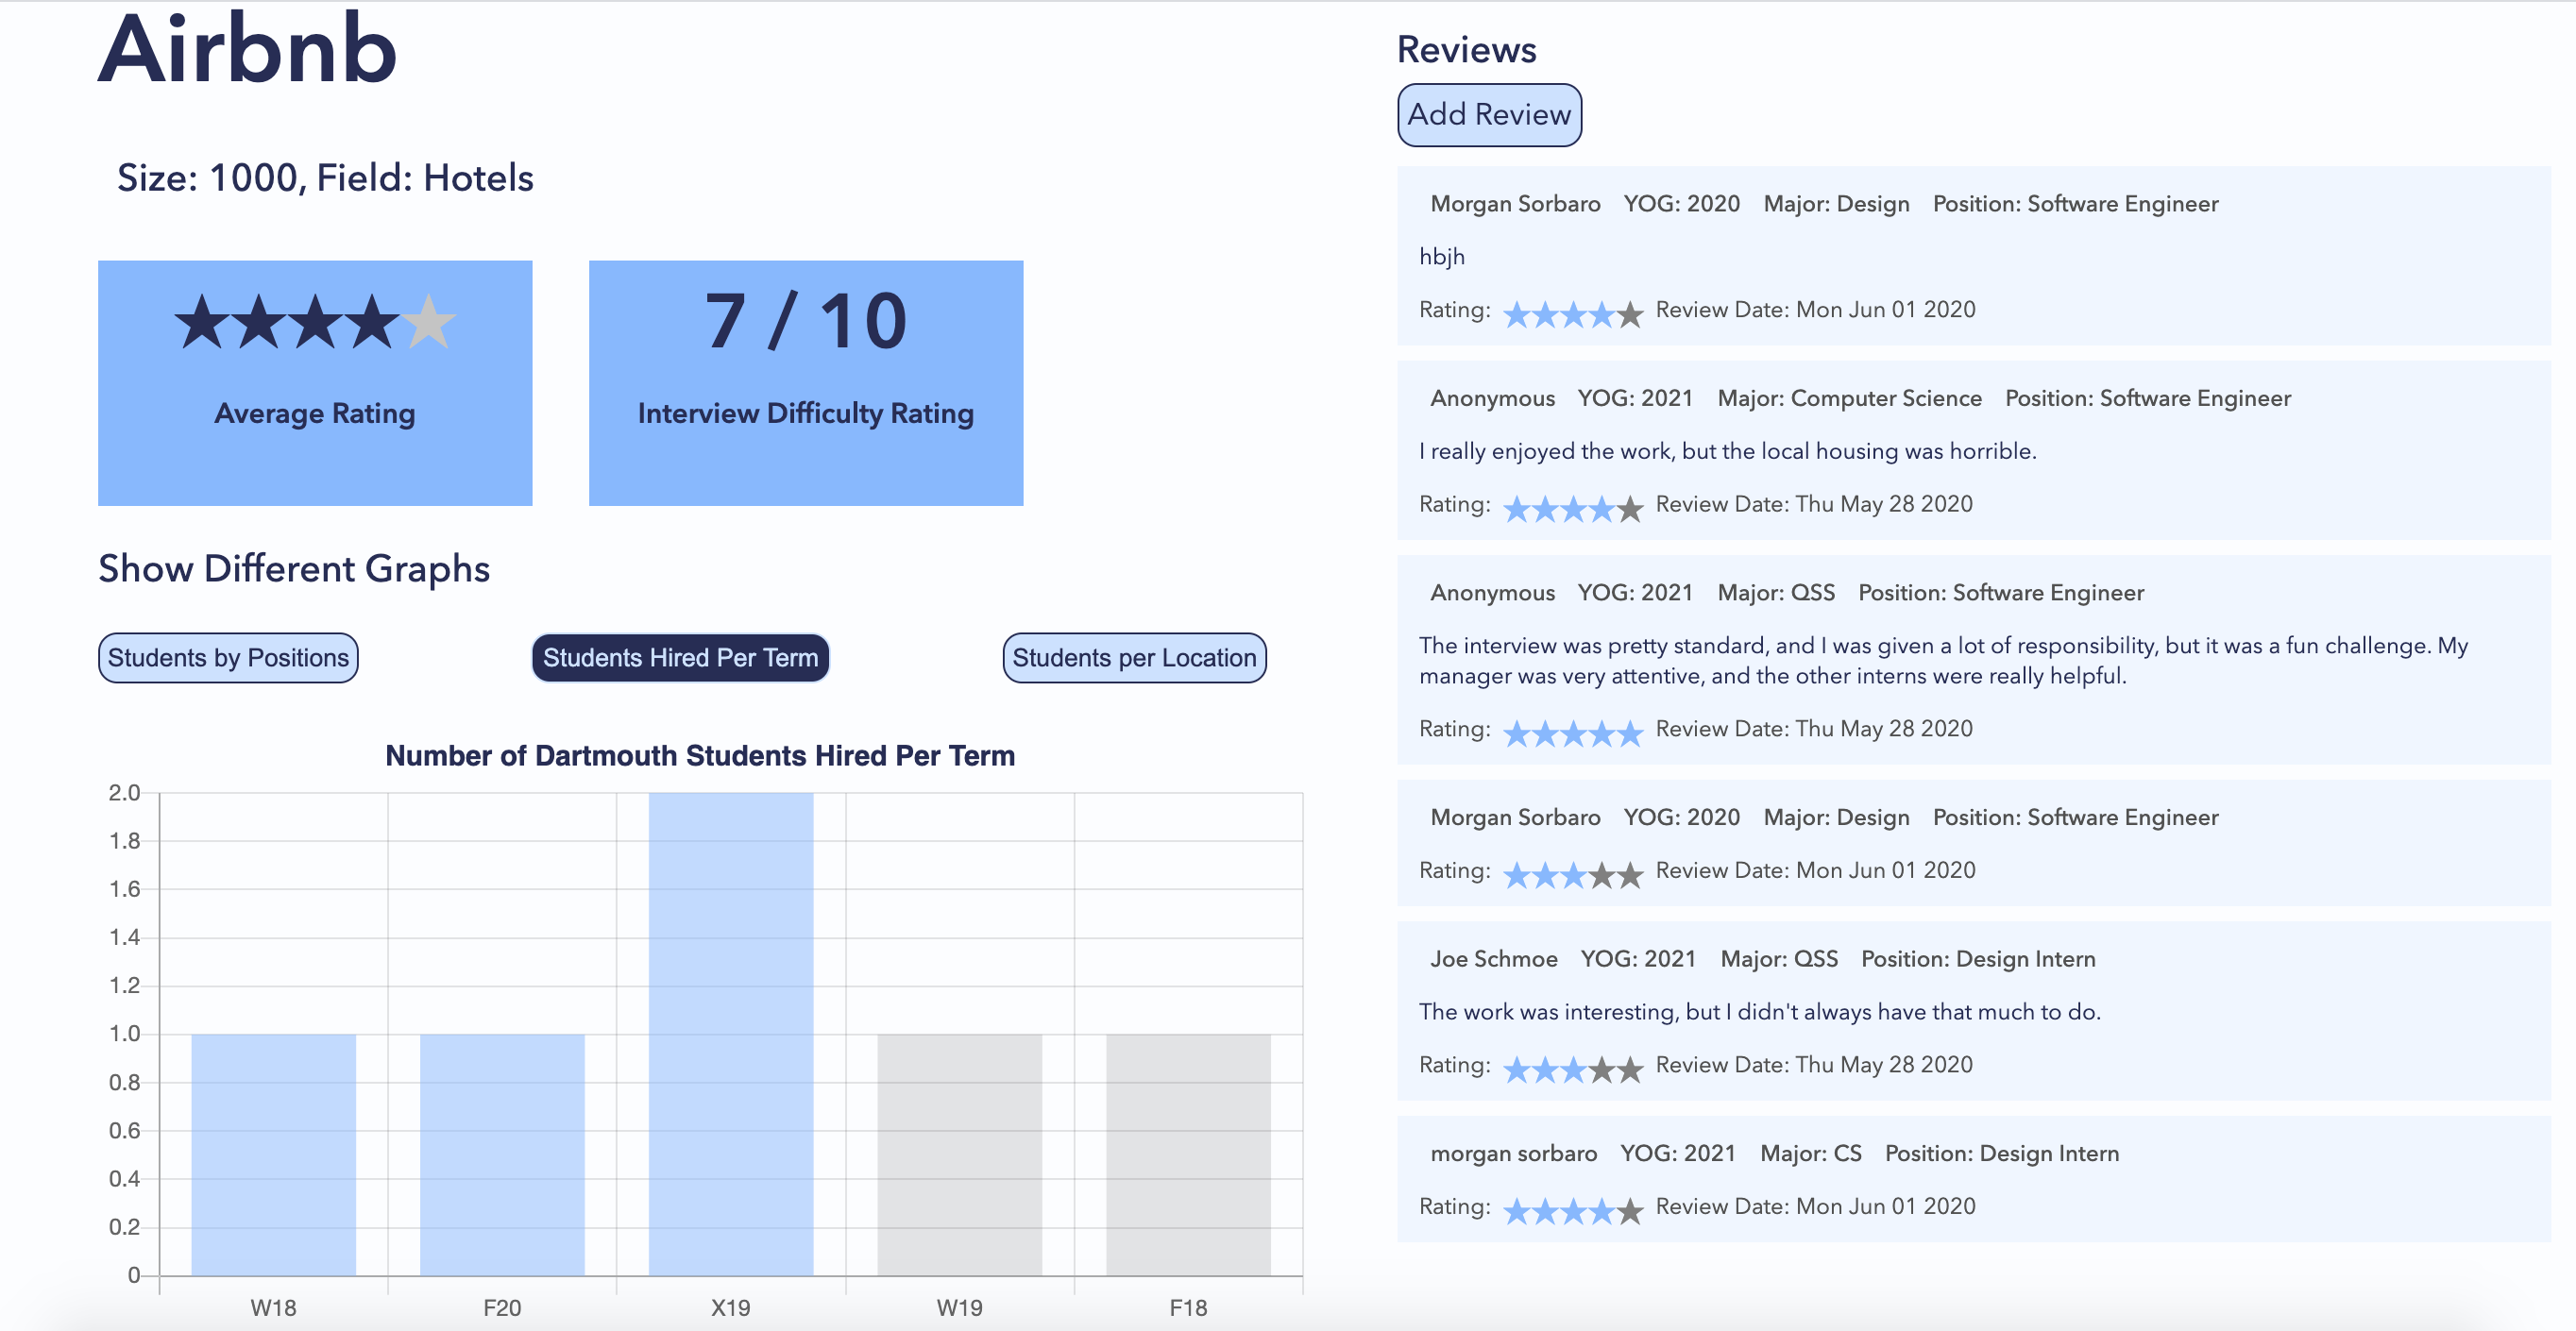 Airbnb
Size: 1000, Field: Hotels
Average Rating
7 / 10
Interview Difficulty Rating
Show Different Graphs
Students by Positions
Students Hired Per Term
Students per Location
Number of Dartmouth Students Hired Per Term
2.0
1.8
1.6
1.4
1.2
1.0
0.8
0.6
0.4
0.2
0
W18 F20 X19 W19 F18
Reviews
Add Review
Morgan Sorbaro YOG: 2020 Major: Design Position: Software Engineer
hbjh
Rating: ★★★★★ Review Date: Mon Jun 01 2020
Anonymous YOG: 2021 Major: Computer Science Position: Software Engineer
I really enjoyed the work, but the local housing was horrible.
Rating: ★★★★★ Review Date: Thu May 28 2020
Anonymous YOG: 2021 Major: QSS Position: Software Engineer
The interview was pretty standard, and I was given a lot of responsibility, but it was a fun challenge. My
manager was very attentive, and the other interns were really helpful.
Rating: ★★★★★ Review Date: Thu May 28 2020
Morgan Sorbaro YOG: 2020 Major: Design Position: Software Engineer
Rating: ★★★★★ Review Date: Mon Jun 01 2020
Joe Schmoe YOG: 2021 Major: QSS Position: Design Intern
The work was interesting, but I didn't always have that much to do.
Rating: ★★★★★ Review Date: Thu May 28 2020
morgan sorbaro YOG: 2021 Major: CS Position: Design Intern
Rating: ★★★★★ Review Date: Mon Jun 01 2020